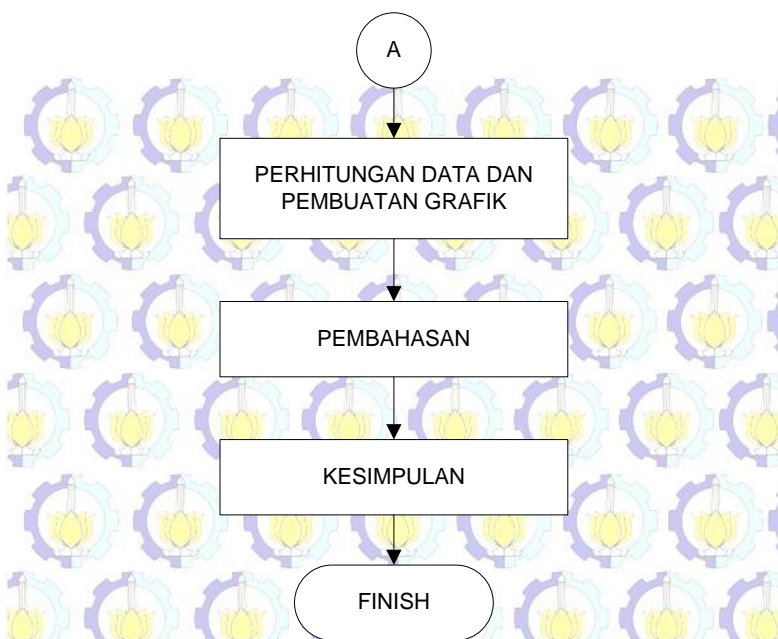 A
PERHITUNGAN DATA DAN
PEMBUATAN GRAFIK
PEMBAHASAN
KESIMPULAN
FINISH